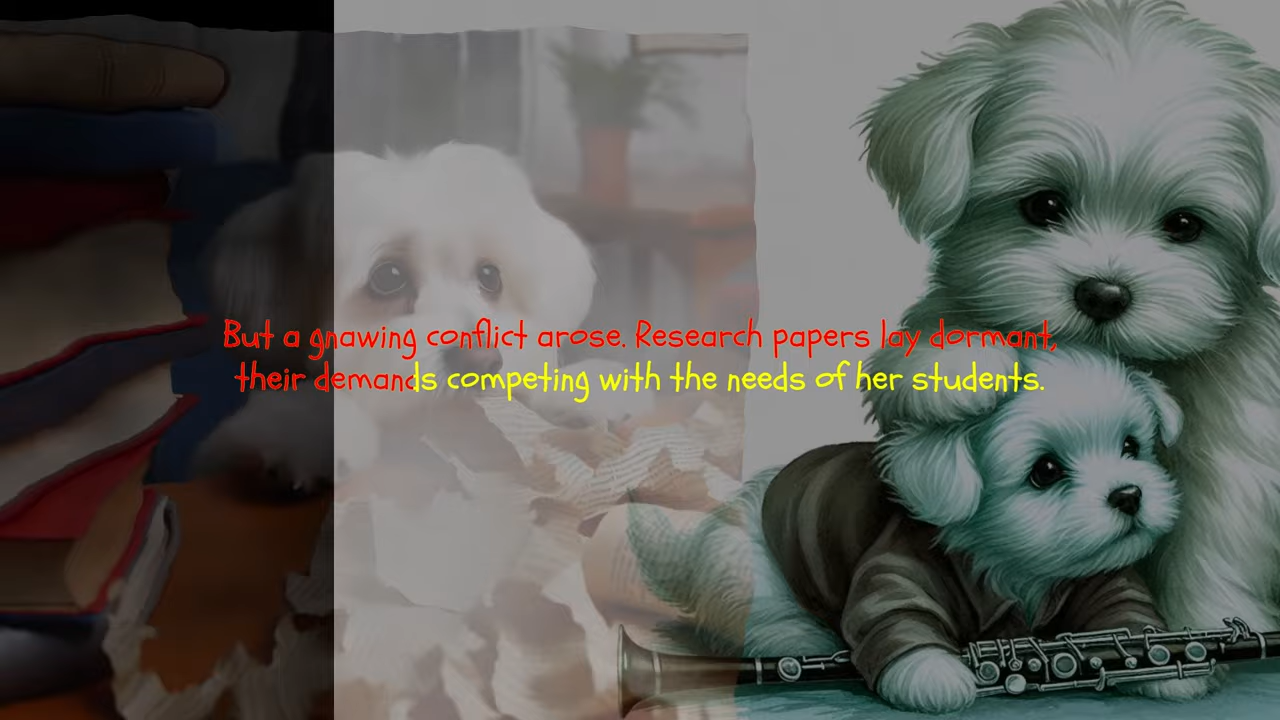 But a gnawing conflict arose. Research papers lay dormant,
their demands competing with the needs of her students.